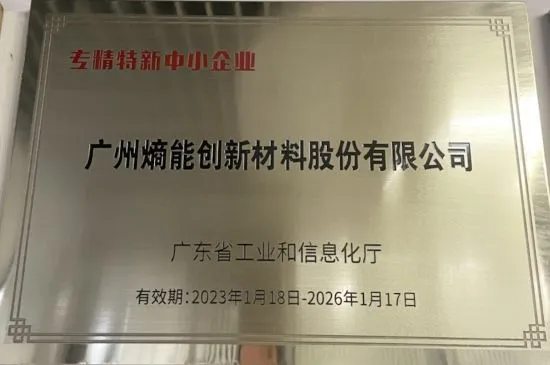 专精特新中小企业
广州熵能创新材料股份有限公司
广东省工业和信息化厅
有效期:2023年1月18日-2026年1月17日